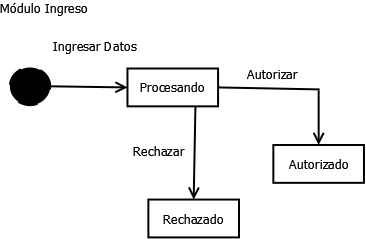 Módulo Ingreso
Ingresar Datos
Procesando
Autorizar
Rechazar
Autorizado
Rechazado